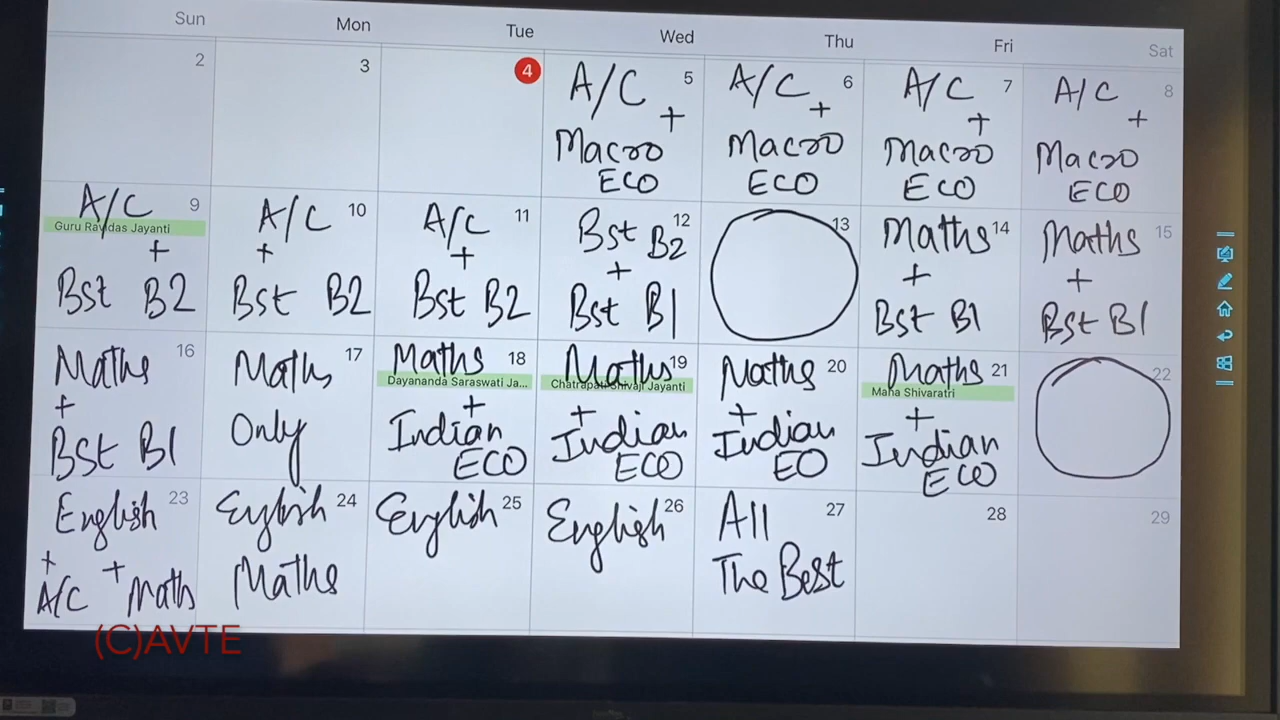 Sun Mon Tue Wed Thu Fri Sat
2 3 4 5 6 7 8
A/C + Macro ECO
A/C + Macro ECO
A/C + Macro ECO
A/C + Macro ECO
9
A/C
Guru Ravidas Jayanti
+
Bst B2
10
A/C
+
Bst B2
11
A/C
+
Bst B2
12
Bst B2
+
Bst B1
13
14
Maths
+
Bst B1
15
Maths
+
Bst B1
16
Maths
+
Bst B1
17
Maths
Only
18
Maths
Dayananda Saraswati Ja...
+
Indian
ECO
19
Maths
Chatrapati Shivaji Jayanti
+
Indian
ECO
20
Maths
+
Indian
EO
21
Maths
Maha Shivaratri
+
Indian
ECO
22
23
English
+
A/C + Math
24
English
Maths
25
English
26
English
27
All
The Best
28
29
(C)AVTE